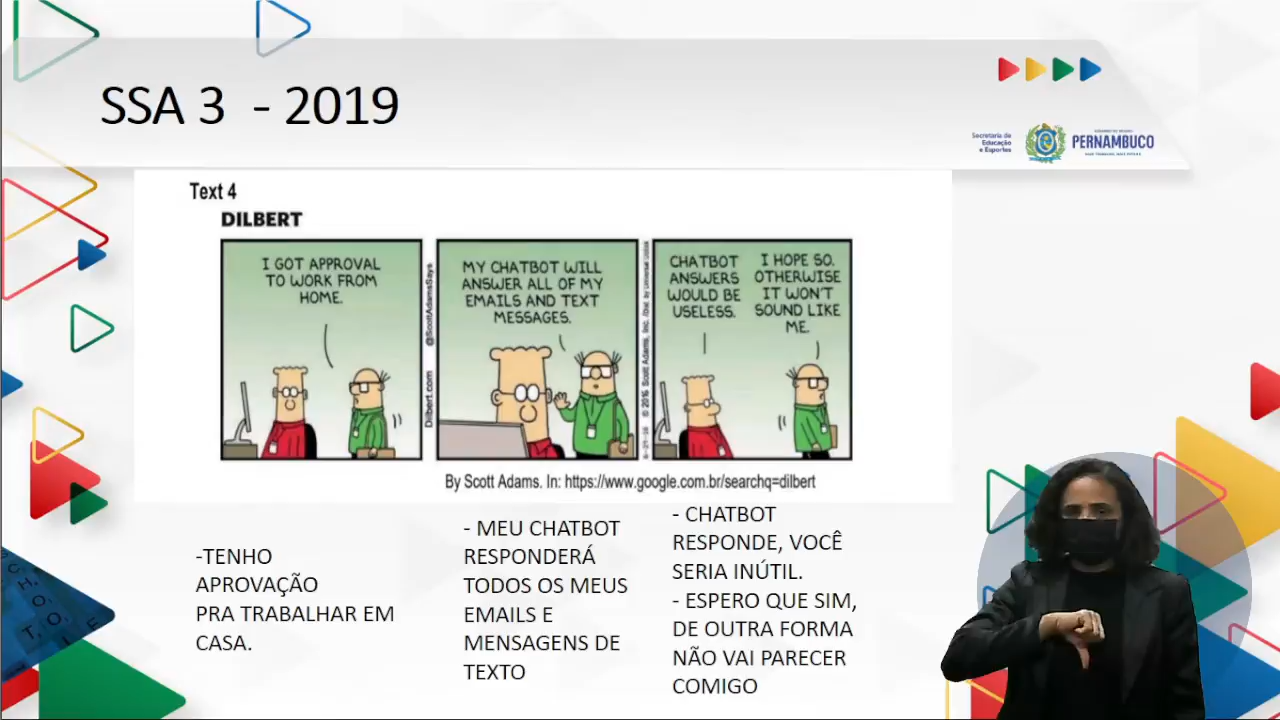 SSA 3 - 2019
Secretaria de
Educação
e Esportes
PERNAMBUCO
Text 4
DILBERT
I GOT APPROVAL
TO WORK FROM
HOME.
Dilbert.com @ScottAdamsSays
MY CHATBOT WILL
ANSWER ALL OF MY
EMAILS AND TEXT
MESSAGES.
CHATBOT
ANSWERS
WOULD BE
USELESS.
I HOPE SO.
OTHERWISE
IT WON'T
SOUND LIKE
ME.
By Scott Adams. In: https://www.google.com.br/searchq=dilbert
-TENHO
APROVAÇÃO
PRA TRABALHAR EM
CASA.
- MEU CHATBOT
RESPONDERÁ
TODOS OS MEUS
EMAILS E
MENSAGENS DE
TEXTO
- CHATBOT
RESPONDE, VOCÊ
SERIA INÚTIL.
- ESPERO QUE SIM,
DE OUTRA FORMA
NÃO VAI PARECER
COMIGO